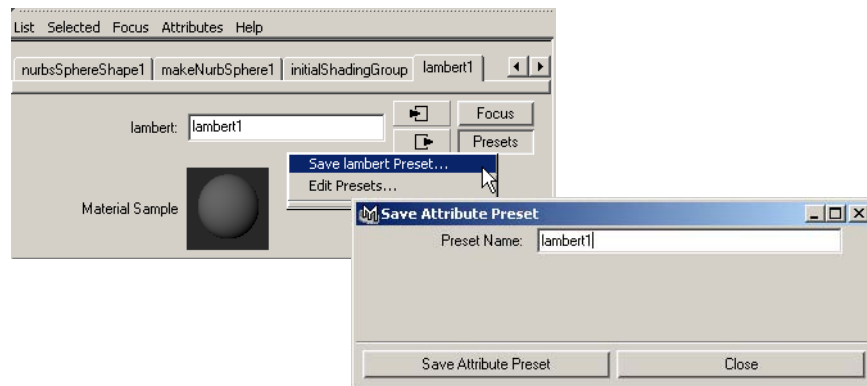 List Selected Focus Attributes Help
nurbsSphereShape1 makeNurbSphere1 initialShadingGroup lambert1
lambert: lambert1 Focus
Presets
Save lambert Preset...
Edit Presets...
Material Sample
Save Attribute Preset
Preset Name: lambert1
Save Attribute Preset Close